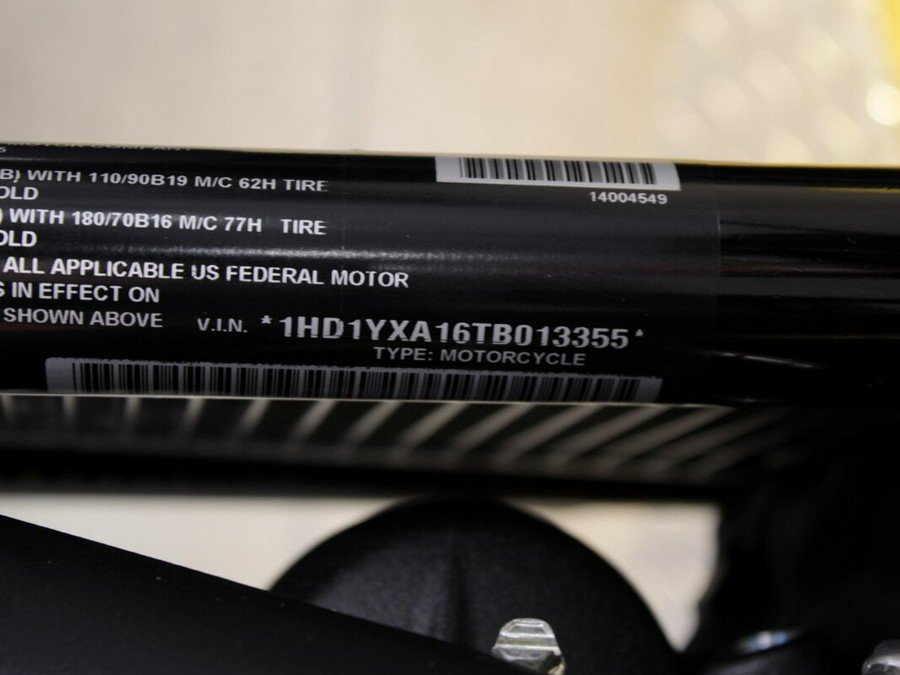 B) WITH 110/90B19 M/C 62H TIRE
OLD
) WITH 180/70B16 M/C 77H TIRE
OLD
ALL APPLICABLE US FEDERAL MOTOR
S IN EFFECT ON
SHOWN ABOVE V.I.N. *1HD1YXA16TB013355*
TYPE: MOTORCYCLE
14004549